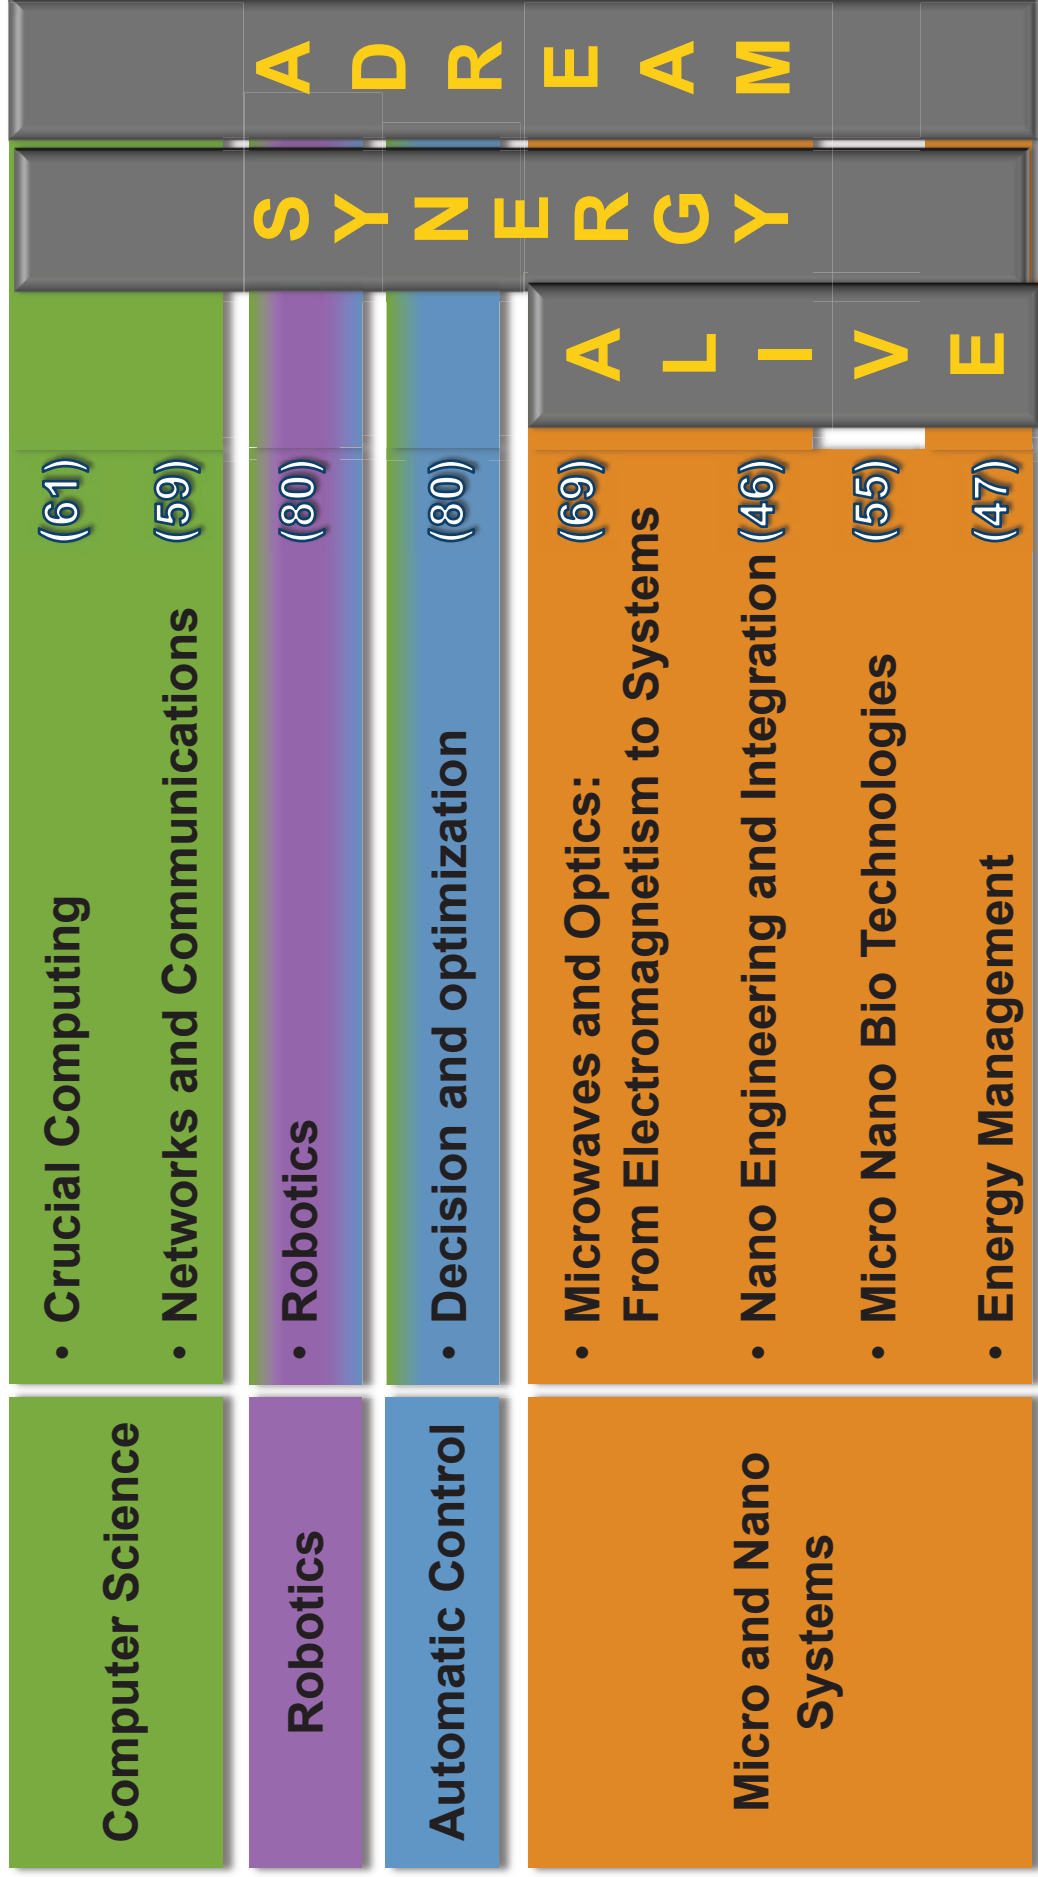 Computer Science
• Crucial Computing (61)
• Networks and Communications (59)
Robotics
• Robotics (80)
Automatic Control
• Decision and optimization (80)
Micro and Nano
Systems
• Microwaves and Optics: (69)
From Electromagnetism to Systems
• Nano Engineering and Integration (46)
• Micro Nano Bio Technologies (55)
• Energy Management (47)
ALIVE
SYNERGY
ADREAM